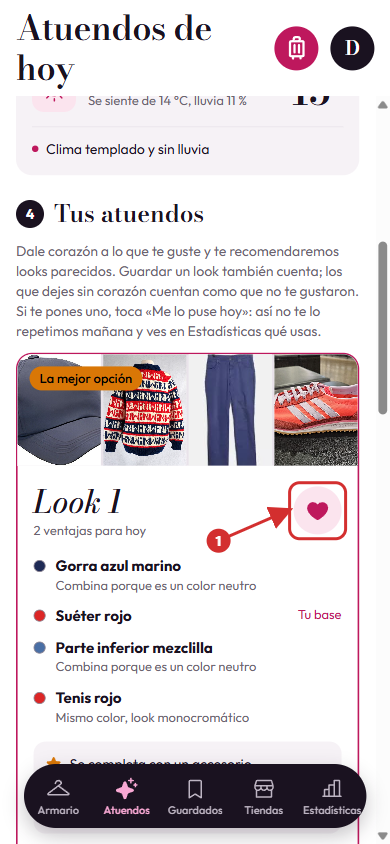 Atuendos de
hoy
D
Se siente de 14 °C, lluvia 11 %
Clima templado y sin lluvia
4 Tus atuendos
Dale corazón a lo que te guste y te recomendaremos
looks parecidos. Guardar un look también cuenta; los
que dejes sin corazón cuentan como que no te gustaron.
Si te pones uno, toca «Me lo puse hoy»: así no te lo
repetimos mañana y ves en Estadísticas qué usas.
La mejor opción
Look 1
2 ventajas para hoy
1
Gorra azul marino
Combina porque es un color neutro
Suéter rojo
Tu base
Parte inferior mezclilla
Combina porque es un color neutro
Tenis rojo
Mismo color, look monocromático
Se completa con un accesorio
Armario
Atuendos
Guardados
Tiendas
Estadísticas